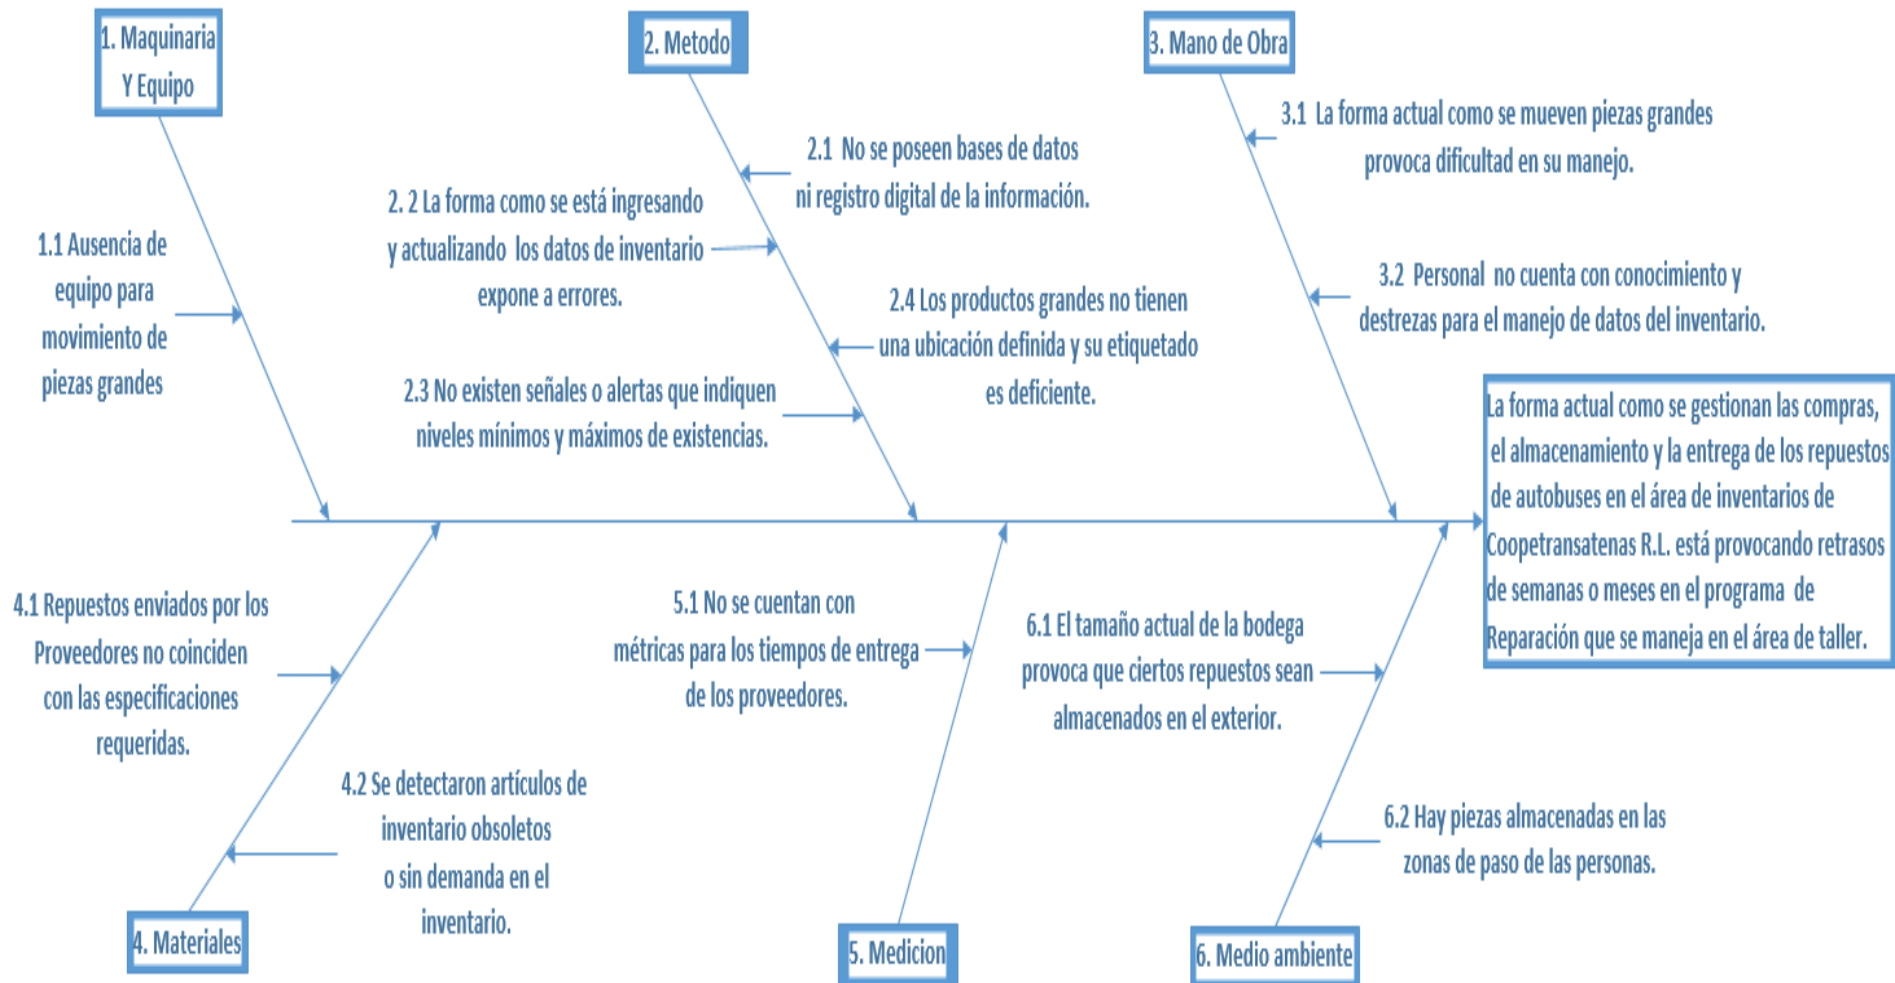 1. Maquinaria
Y Equipo
2. Metodo
3. Mano de Obra
1.1 Ausencia de
equipo para
movimiento de
piezas grandes
2.1 No se poseen bases de datos
ni registro digital de la información.
2. 2 La forma como se está ingresando
y actualizando los datos de inventario
expone a errores.
2.4 Los productos grandes no tienen
una ubicación definida y su etiquetado
es deficiente.
2.3 No existen señales o alertas que indiquen
niveles mínimos y máximos de existencias.
3.1 La forma actual como se mueven piezas grandes
provoca dificultad en su manejo.
3.2 Personal no cuenta con conocimiento y
destrezas para el manejo de datos del inventario.
La forma actual como se gestionan las compras,
el almacenamiento y la entrega de los repuestos
de autobuses en el área de inventarios de
Coopetransatenas R.L. está provocando retrasos
de semanas o meses en el programa de
Reparación que se maneja en el área de taller.
4.1 Repuestos enviados por los
Proveedores no coinciden
con las especificaciones
requeridas.
4.2 Se detectaron artículos de
inventario obsoletos
o sin demanda en el
inventario.
5.1 No se cuentan con
métricas para los tiempos de entrega
de los proveedores.
6.1 El tamaño actual de la bodega
provoca que ciertos repuestos sean
almacenados en el exterior.
6.2 Hay piezas almacenadas en las
zonas de paso de las personas.
4. Materiales
5. Medicion
6. Medio ambiente